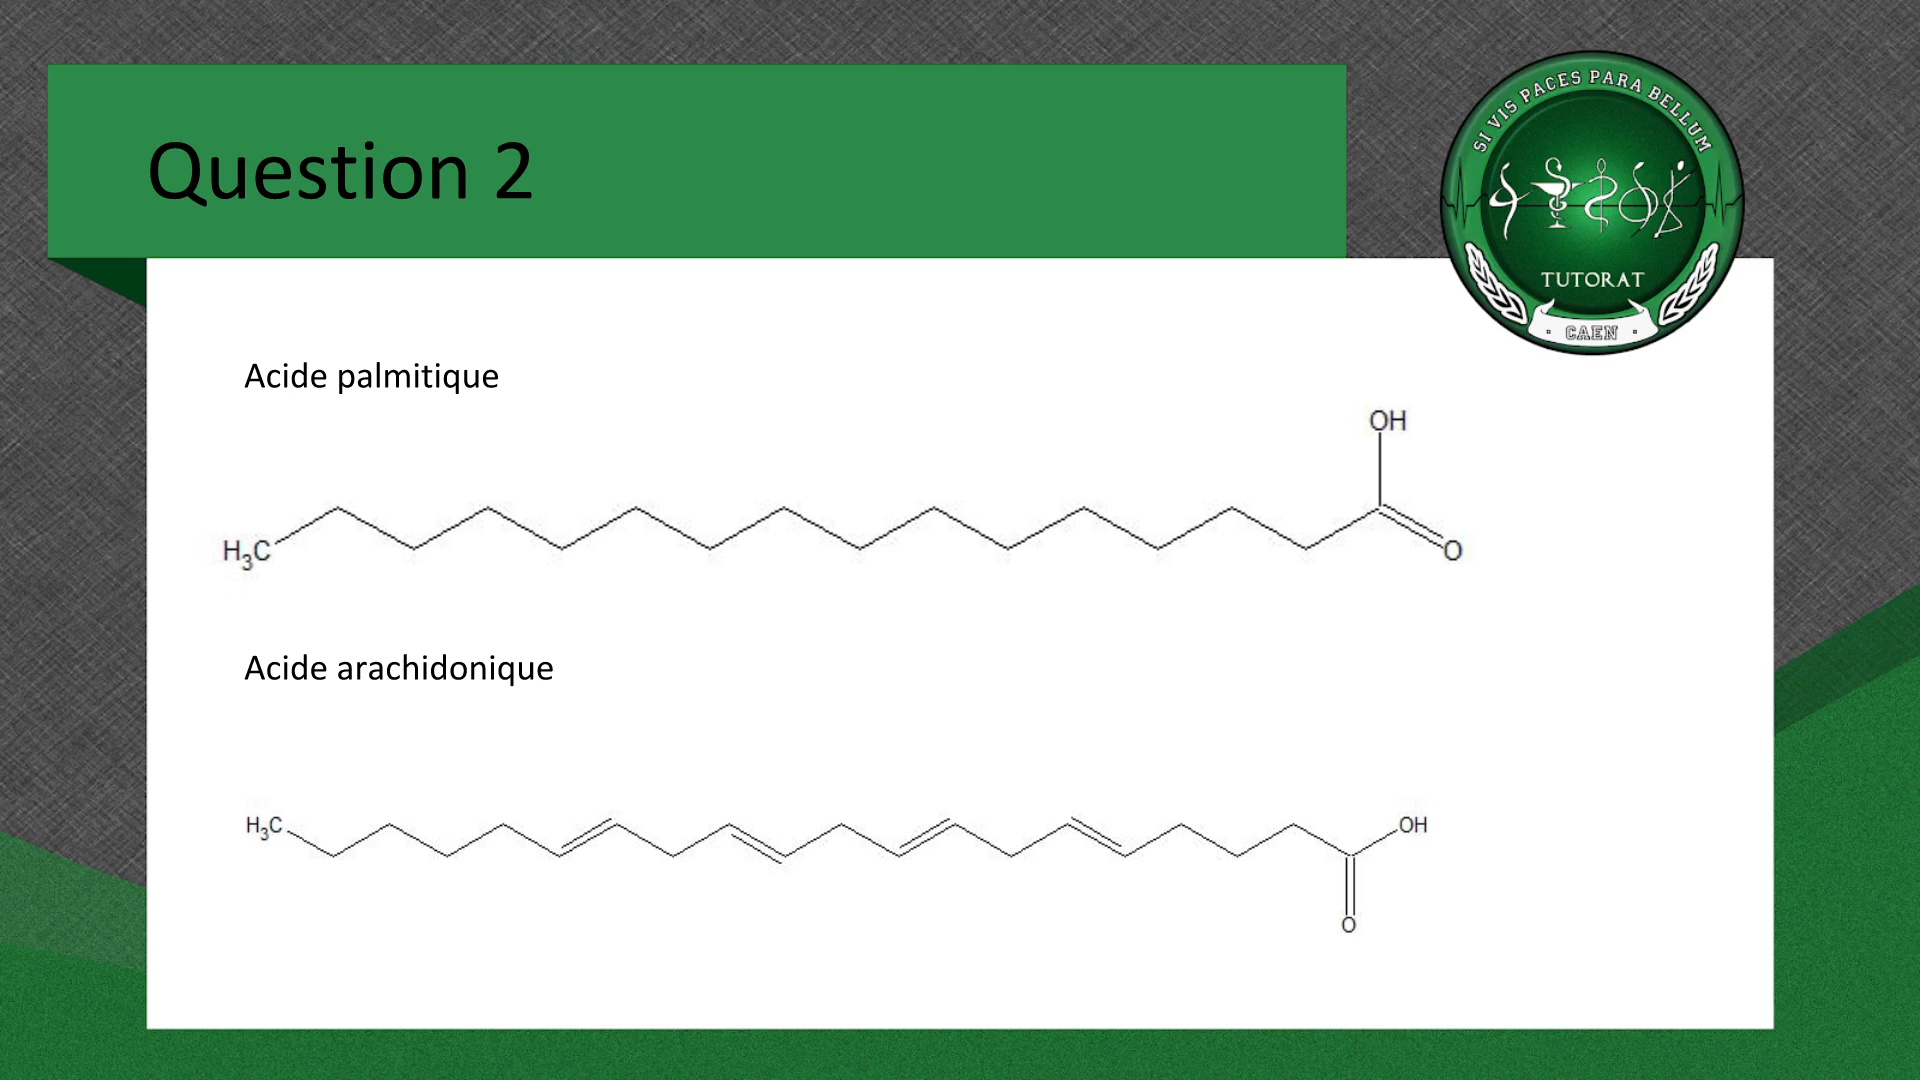 Question 2
SI VIS PACES PARA BELLUM
TUTORAT
· CAEN ·
Acide palmitique
OH
H₃C
O
Acide arachidonique
H₃C
OH
O